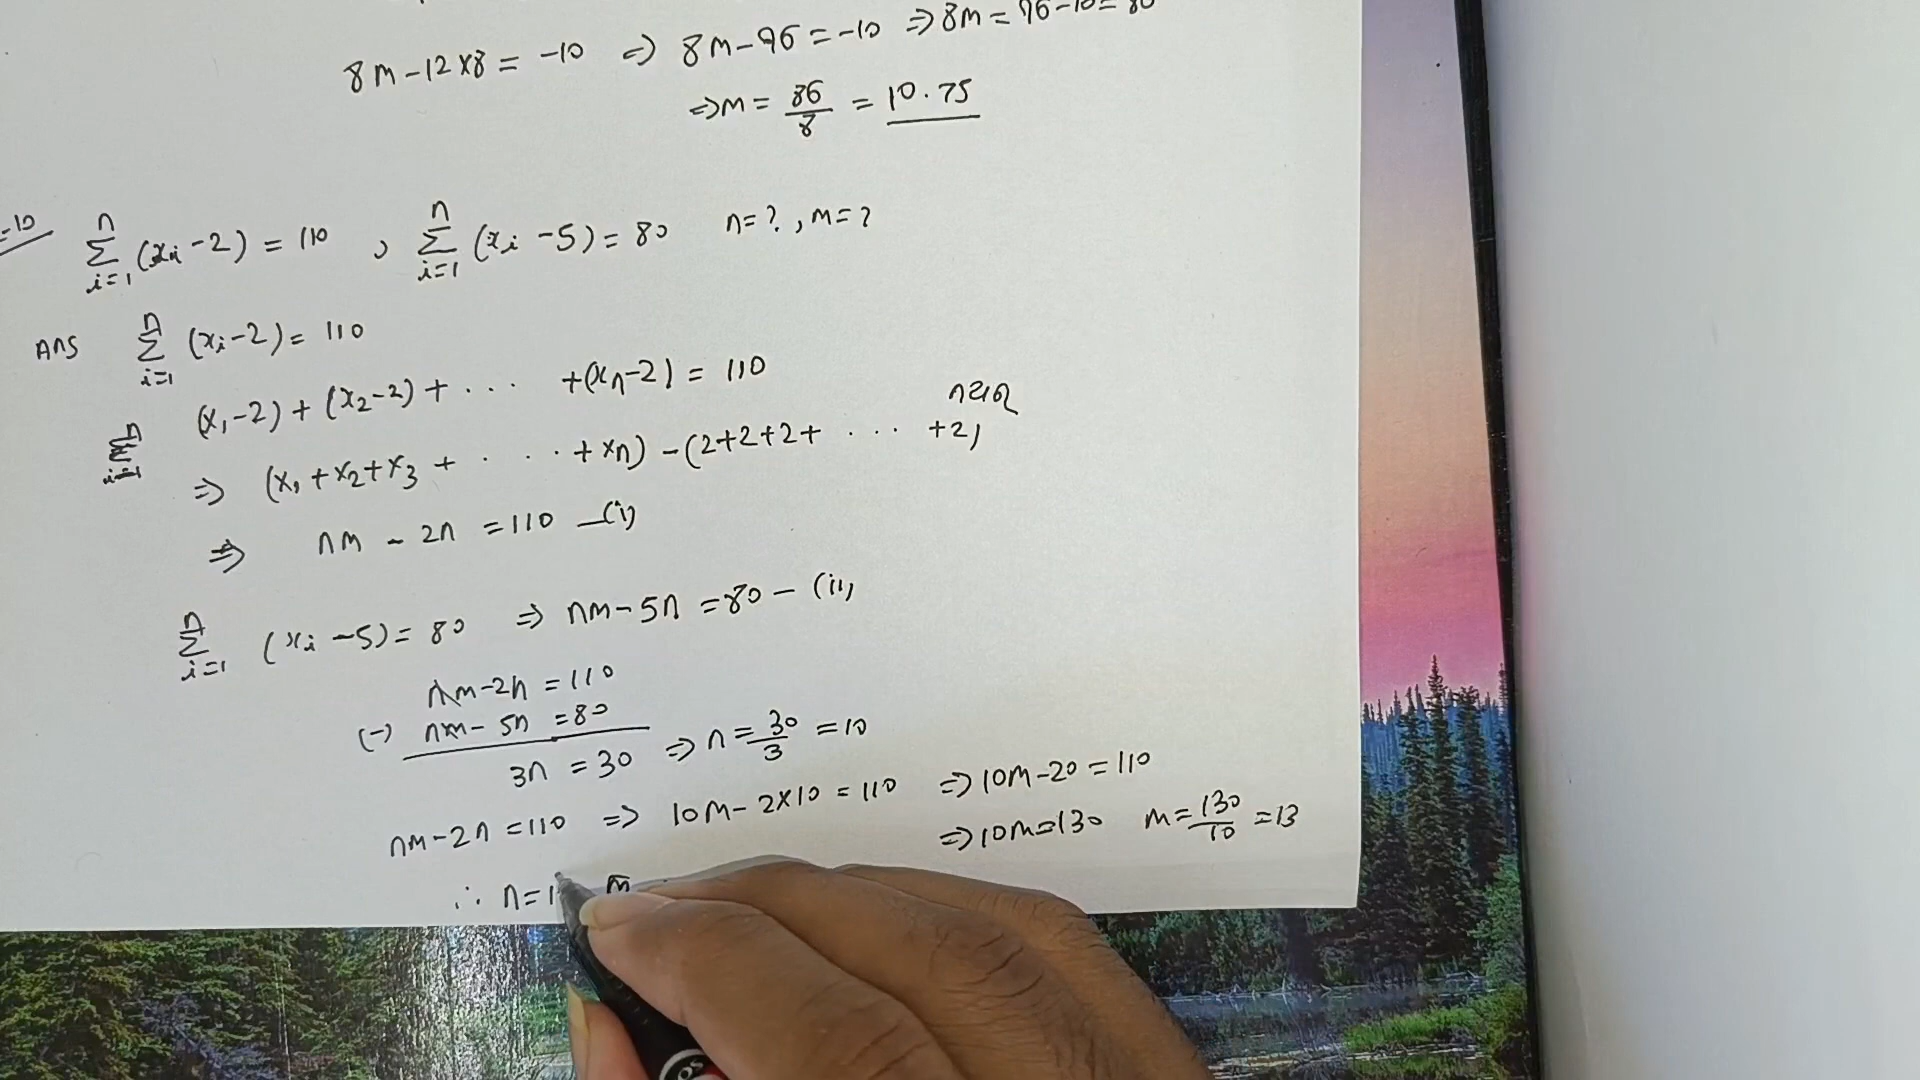 8m-12×8 = -10 ⇒ 8m-96 = -10 ⇒ 8m = 96-10 = 86
⇒ m = 86/8 = 10.75
=10 n∑i=1 (xi-2) = 110 , n∑i=1 (xi-5) = 80 n=? , m=?
Ans n∑i=1 (xi-2) = 110
(x1-2) + (x2-2) + . . . +(xn-2) = 110
⇒ (x1+x2+x3+ . . . +xn) - (2+2+2+ . . . +2)
⇒ nm - 2n = 110 —(i)
n∑i=1 (xi-5) = 80 ⇒ nm-5n = 80 - (ii)
nm-2n = 110
(-) nm-5n = 80
3n = 30 ⇒ n = 30/3 = 10
nm-2n = 110 ⇒ 10m-2×10 = 110 ⇒ 10m-20 = 110
⇒ 10m=130 m = 130/10 = 13
∴ n=1 m